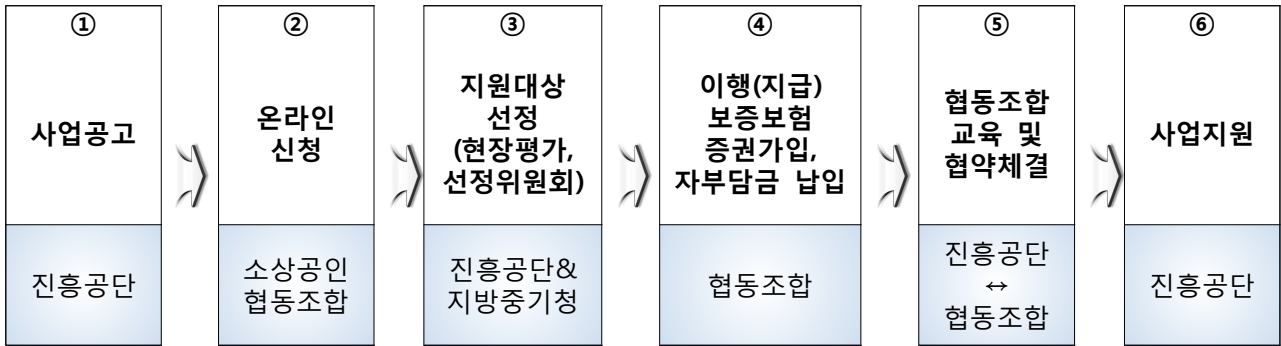 ①
사업공고
진흥공단
②
온라인
신청
소상공인
협동조합
③
지원대상
선정
(현장평가,
선정위원회)
진흥공단&
지방중기청
④
이행(지급)
보증보험
증권가입,
자부담금 납입
협동조합
⑤
협동조합
교육 및
협약체결
진흥공단
↔
협동조합
⑥
사업지원
진흥공단